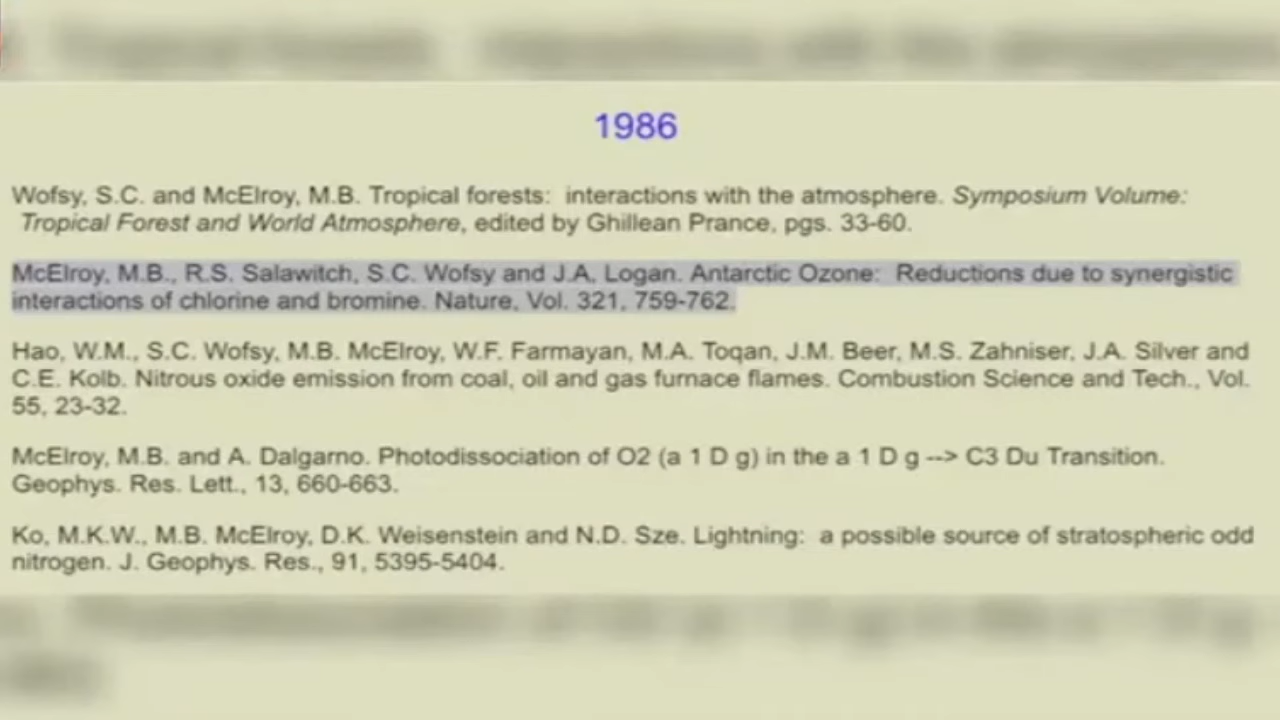 1986
Wofsy, S.C. and McElroy, M.B. Tropical forests:  interactions with the atmosphere. Symposium Volume:
Tropical Forest and World Atmosphere, edited by Ghillean Prance, pgs. 33-60.
McElroy, M.B., R.S. Salawitch, S.C. Wofsy and J.A. Logan. Antarctic Ozone:  Reductions due to synergistic
interactions of chlorine and bromine. Nature, Vol. 321, 759-762.
Hao, W.M., S.C. Wofsy, M.B. McElroy, W.F. Farmayan, M.A. Toqan, J.M. Beer, M.S. Zahniser, J.A. Silver and
C.E. Kolb. Nitrous oxide emission from coal, oil and gas furnace flames. Combustion Science and Tech., Vol.
55, 23-32.
McElroy, M.B. and A. Dalgarno. Photodissociation of O2 (a 1 D g) in the a 1 D g --> C3 Du Transition.
Geophys. Res. Lett., 13, 660-663.
Ko, M.K.W., M.B. McElroy, D.K. Weisenstein and N.D. Sze. Lightning:  a possible source of stratospheric odd
nitrogen. J. Geophys. Res., 91, 5395-5404.